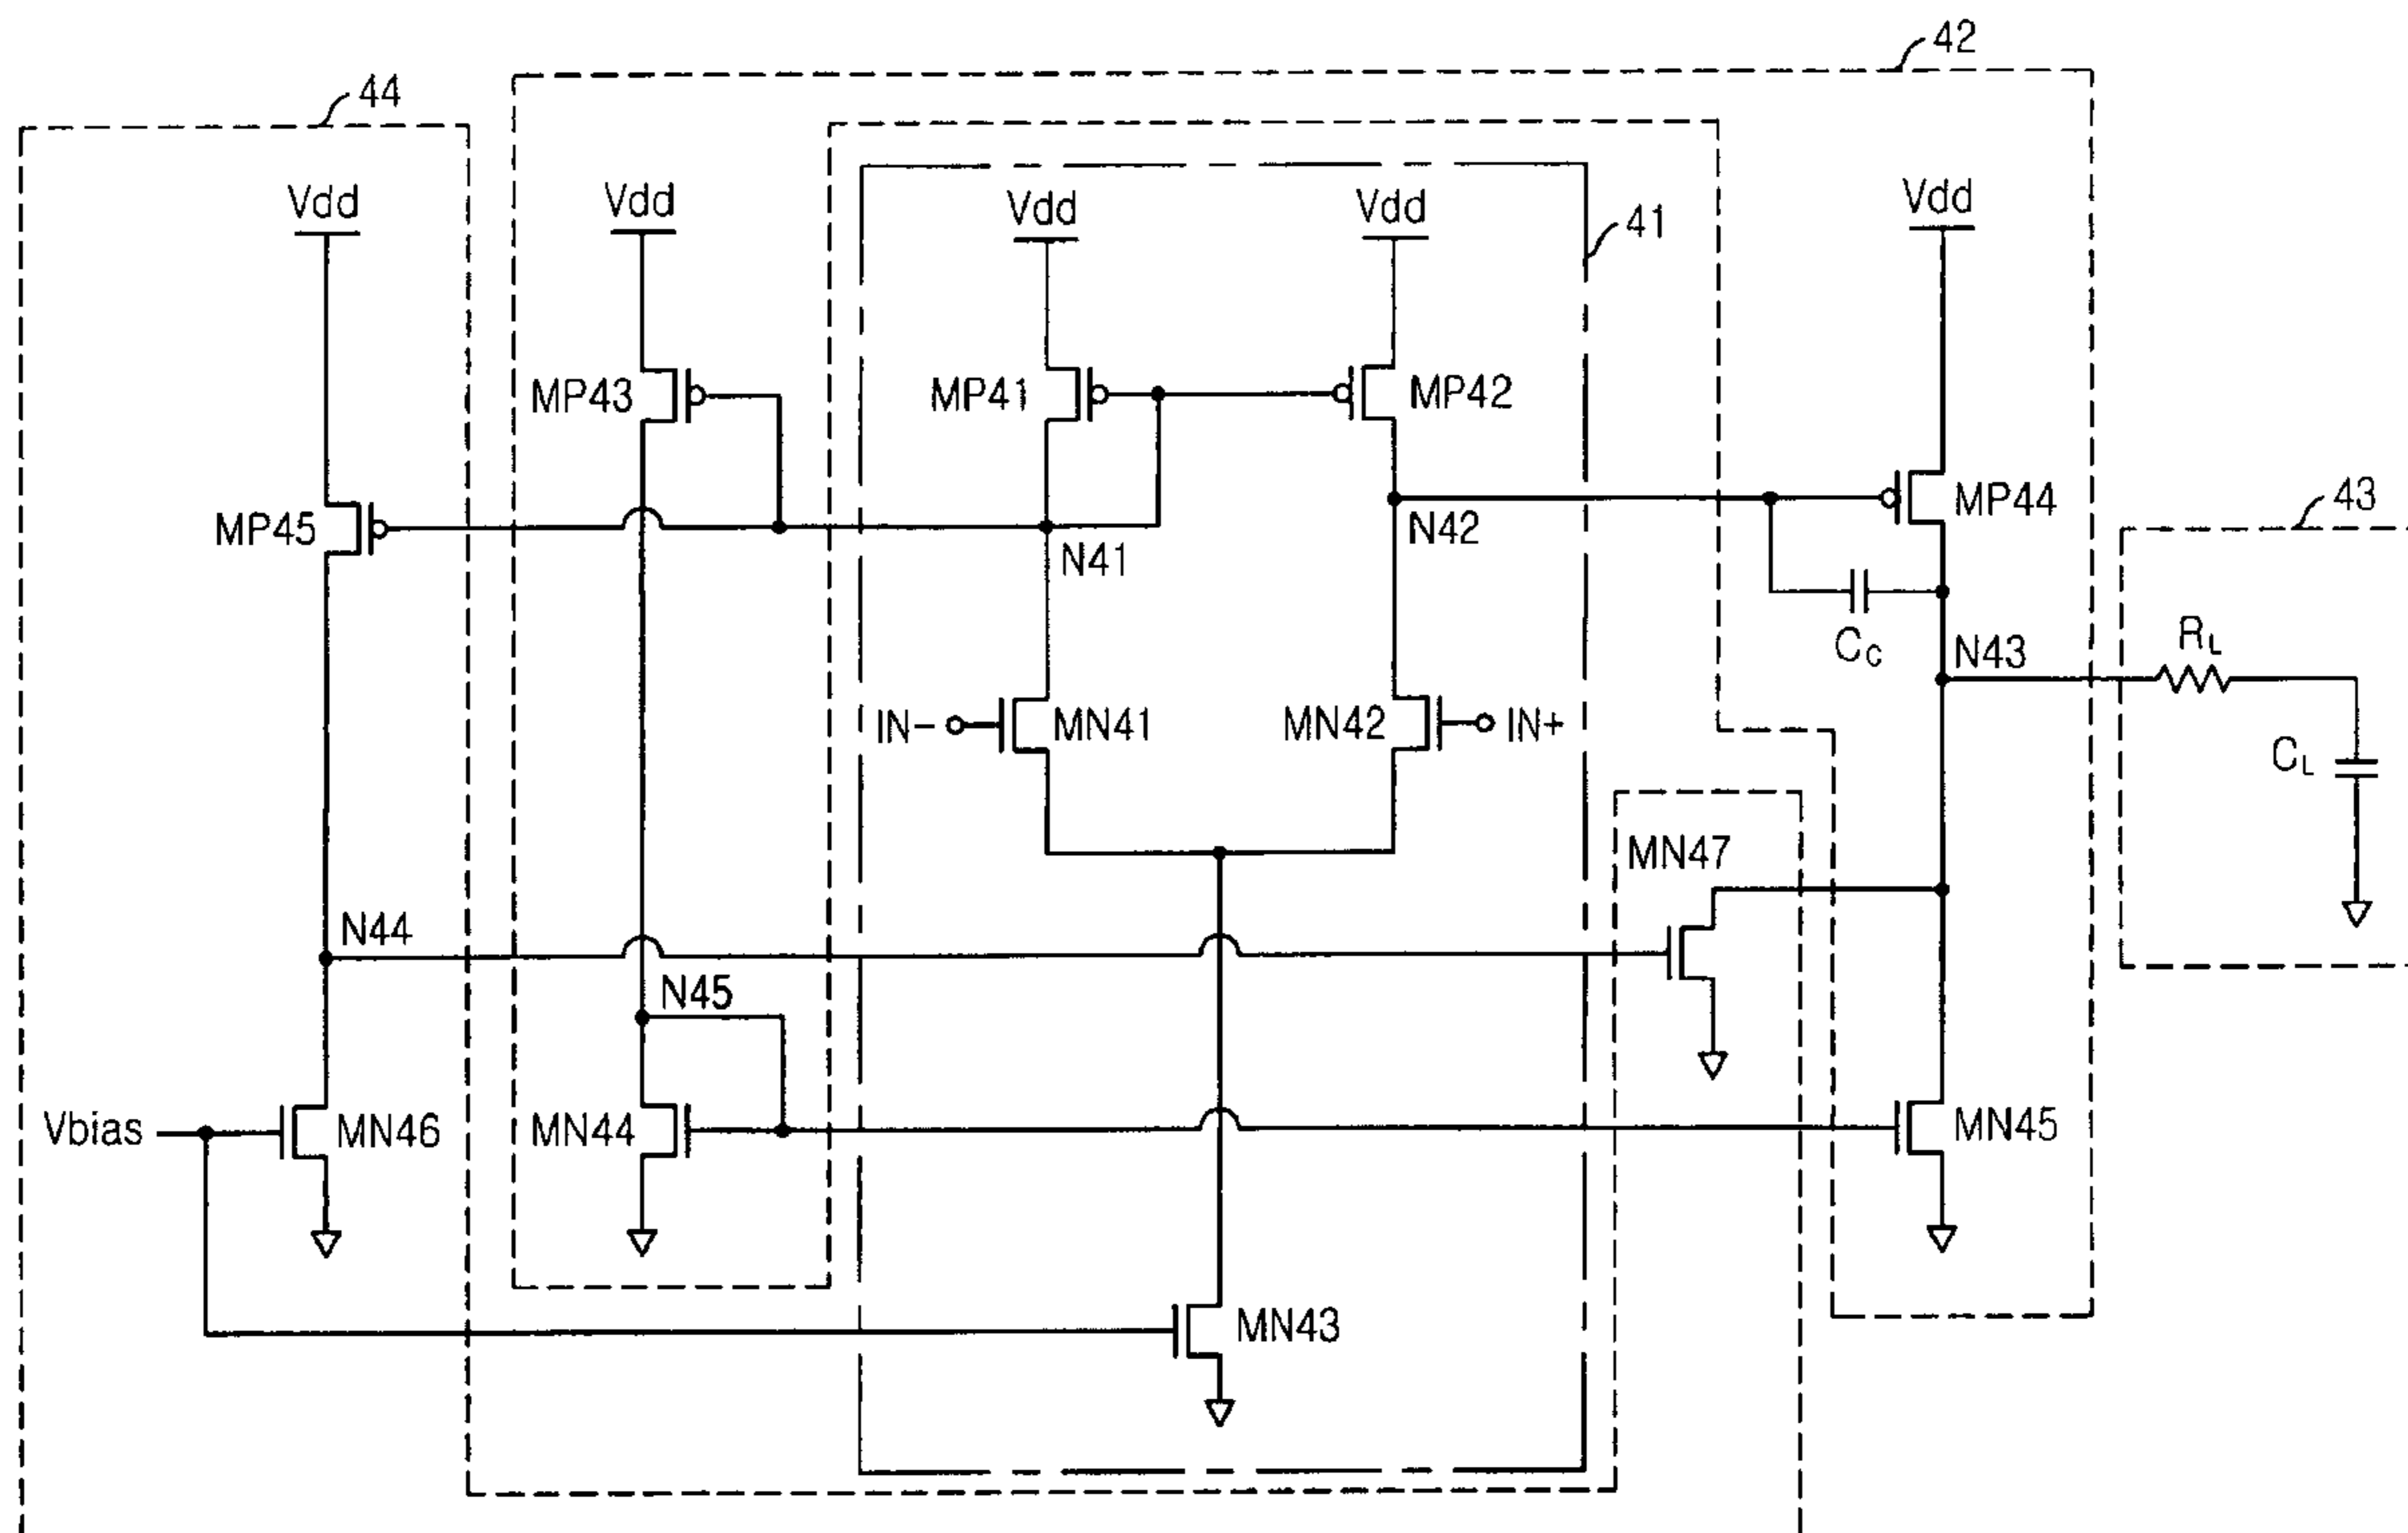 42
44
Vdd
Vdd
Vdd
Vdd
Vdd
41
MP43
MP41
MP42
MP45
MP44
43
N41
N42
CC
N43
RL
IN-
MN41
MN42
IN+
CL
MN47
N44
N45
Vbias
MN46
MN44
MN45
MN43